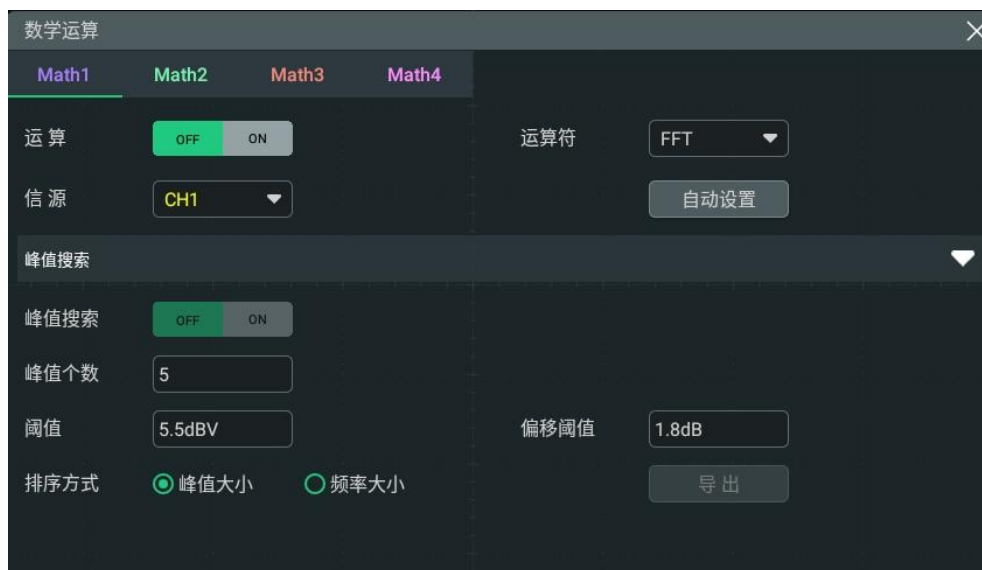 数学运算
Math1 Math2 Math3 Math4
运 算 OFF ON 运算符 FFT
信 源 CH1 自动设置
峰值搜索
峰值搜索 OFF ON
峰值个数 5
阈值 5.5dBV 偏移阈值 1.8dB
排序方式 峰值大小 频率大小 导 出